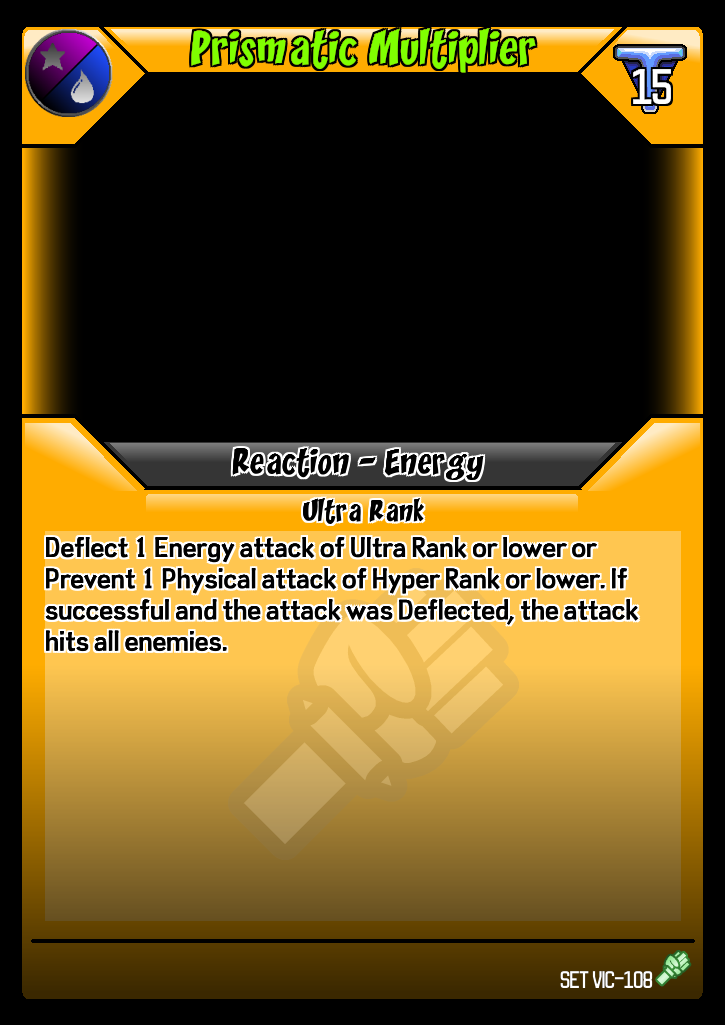 Prismatic Multiplier
15
Reaction - Energy
Ultra Rank
Deflect 1 Energy attack of Ultra Rank or lower or
Prevent 1 Physical attack of Hyper Rank or lower. If
successful and the attack was Deflected, the attack
hits all enemies.
SET VIC-108